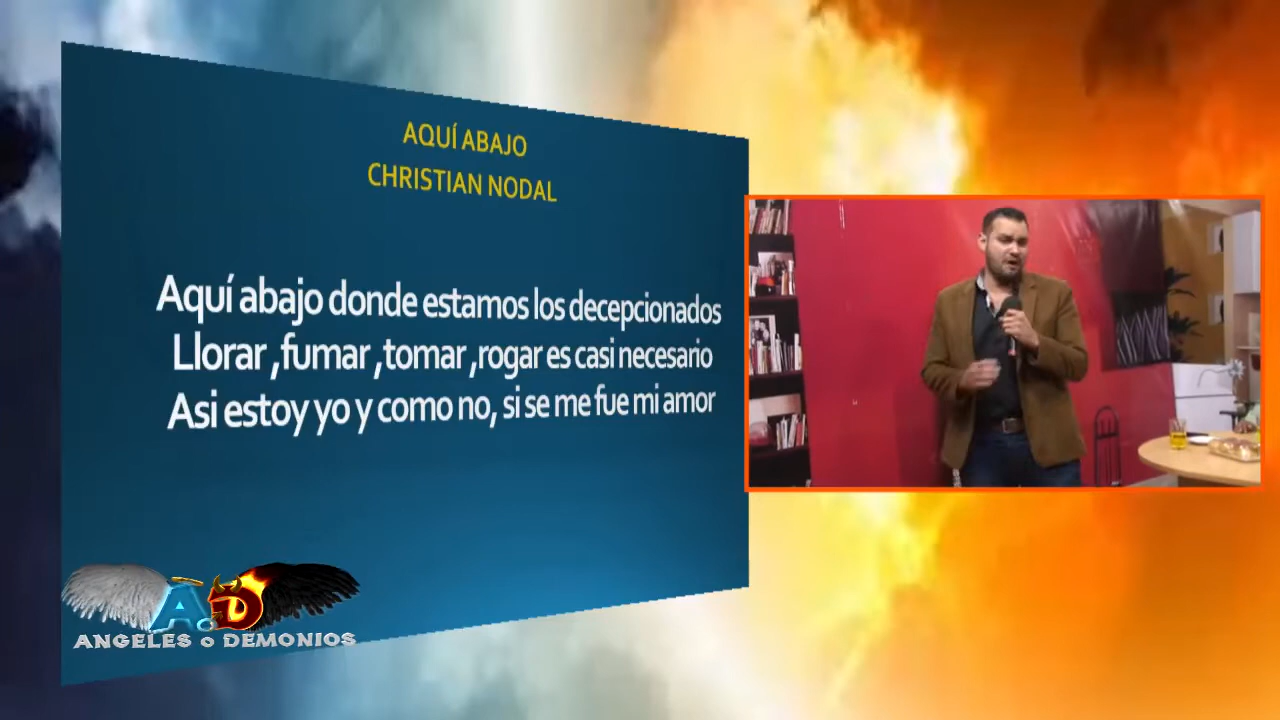 AQUÍ ABAJO
CHRISTIAN NODAL
Aquí abajo donde estamos los decepcionados
Llorar ,fumar ,tomar ,rogar es casi necesario
Asi estoy yo y como no, si se me fue mi amor
A.o D
ANGELES o DEMONIOS